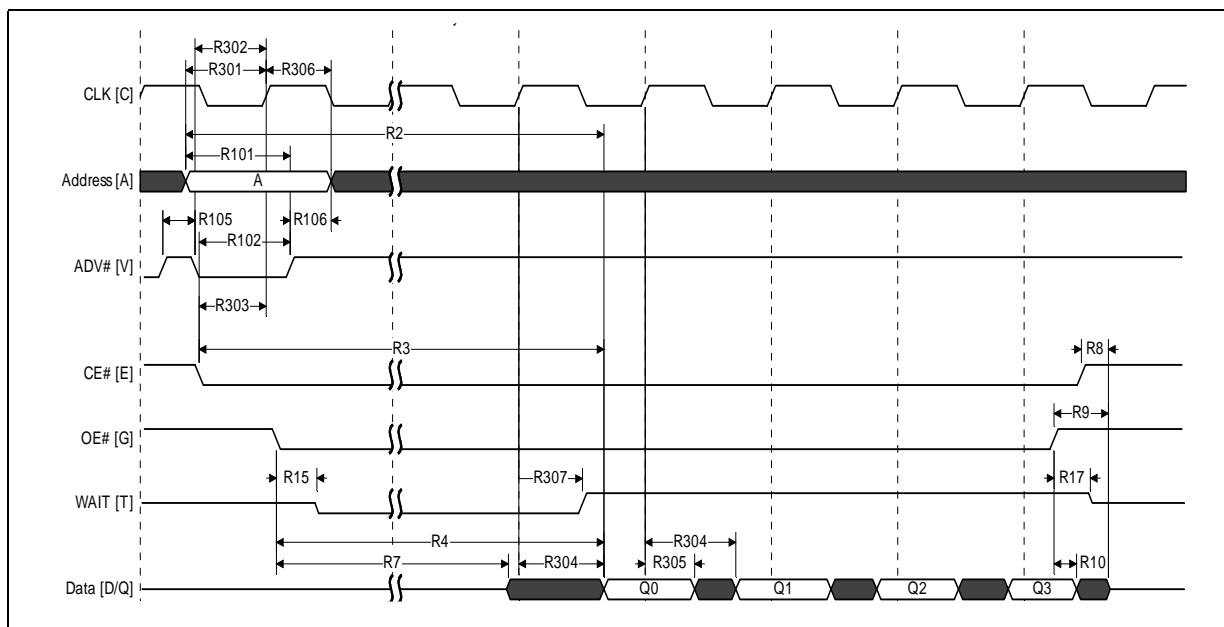 R302
R301 R306
CLK [C]
R2
R101
Address [A] A
R105 R106
R102
ADV# [V]
R303
R3
R8
CE# [E]
R9
OE# [G]
R15 R307 R17
WAIT [T]
R4 R304
R7 R304 R305 R10
Data [D/Q] Q0 Q1 Q2 Q3